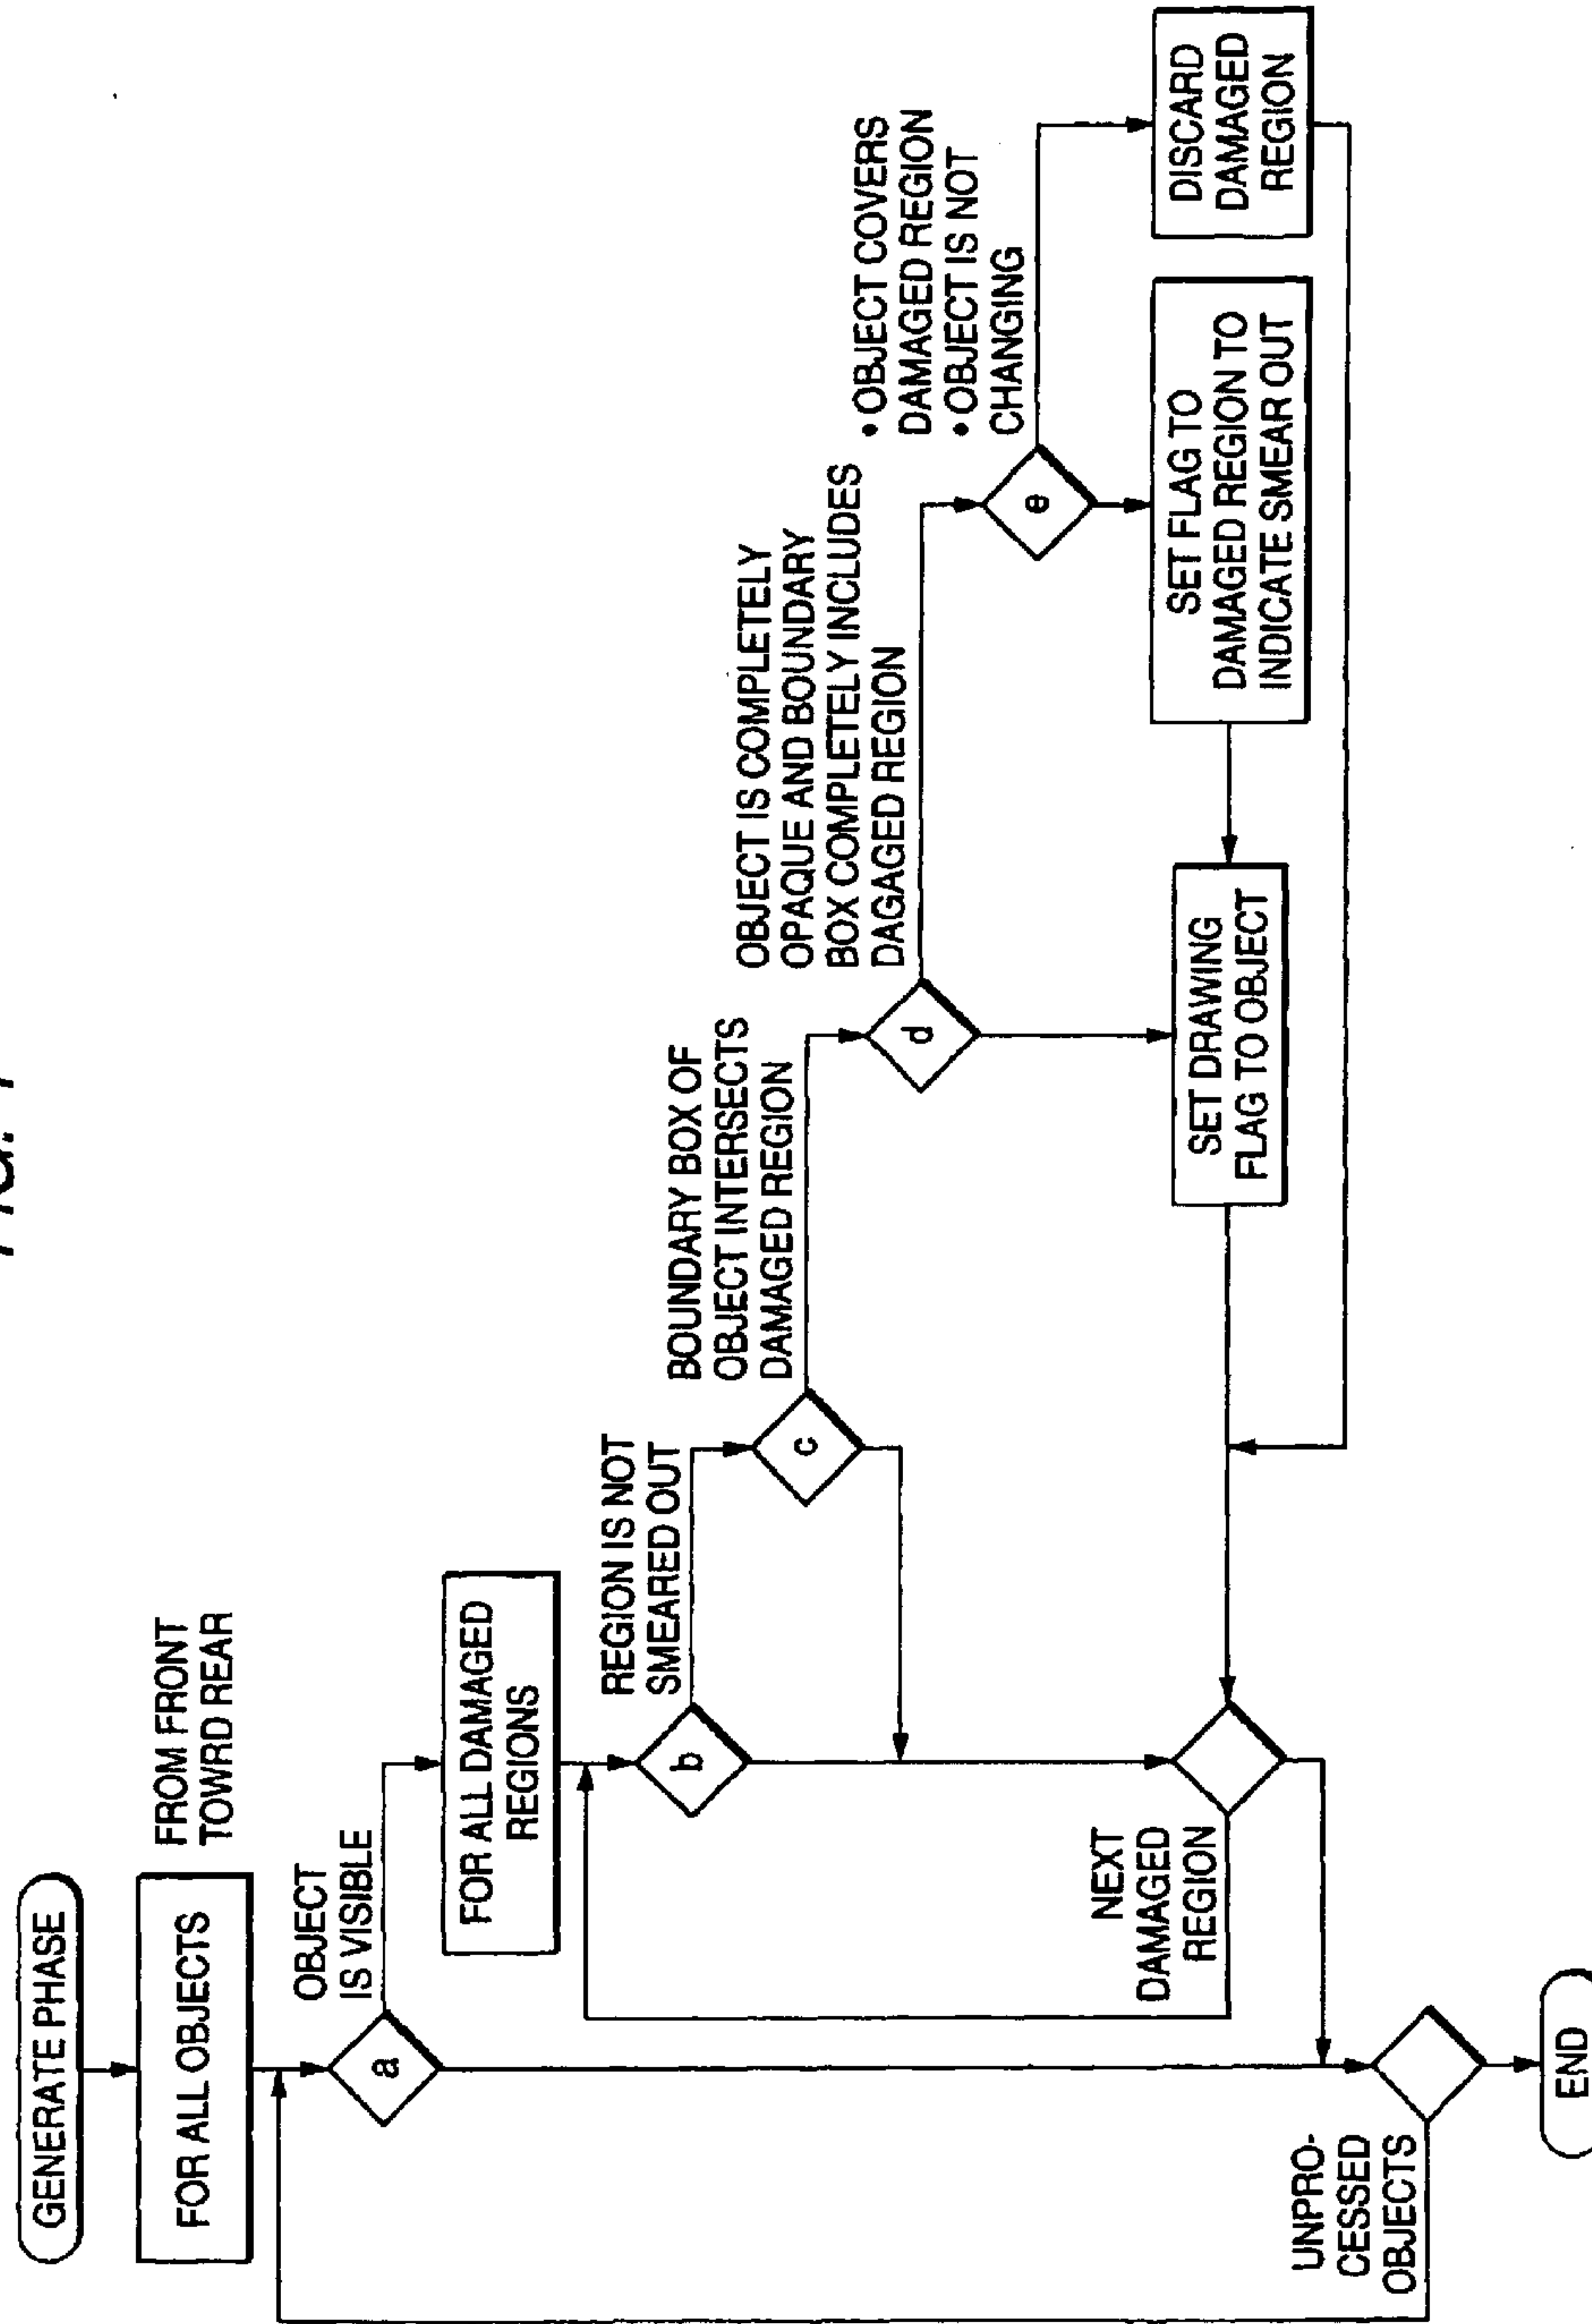 FIG.
GENERATE PHASE
FOR ALL OBJECTS
FROM FRONT
TOWRD REAR
OBJECT
IS VISIBLE
a
FOR ALL DAMAGED
REGIONS
REGION IS NOT
SMEARED OUT
b
BOUNDARY BOX OF
OBJECT INTERSECTS
DAMAGED REGION
c
OBJECT IS COMPLETELY
OPAQUE AND BOUNDARY
BOX COMPLETELY INCLUDES
DAGAGED REGION
d
• OBJECT COVERS
DAMAGED REGION
• OBJECT IS NOT
CHANGING
e
NEXT
DAMAGED
REGION
SET DRAWING
FLAG TO OBJECT
SET FLAG TO
DAMAGED REGION TO
INDICATE SMEAR OUT
DISCARD
DAMAGED
REGION
UNPRO-
CESSED
OBJECTS
END